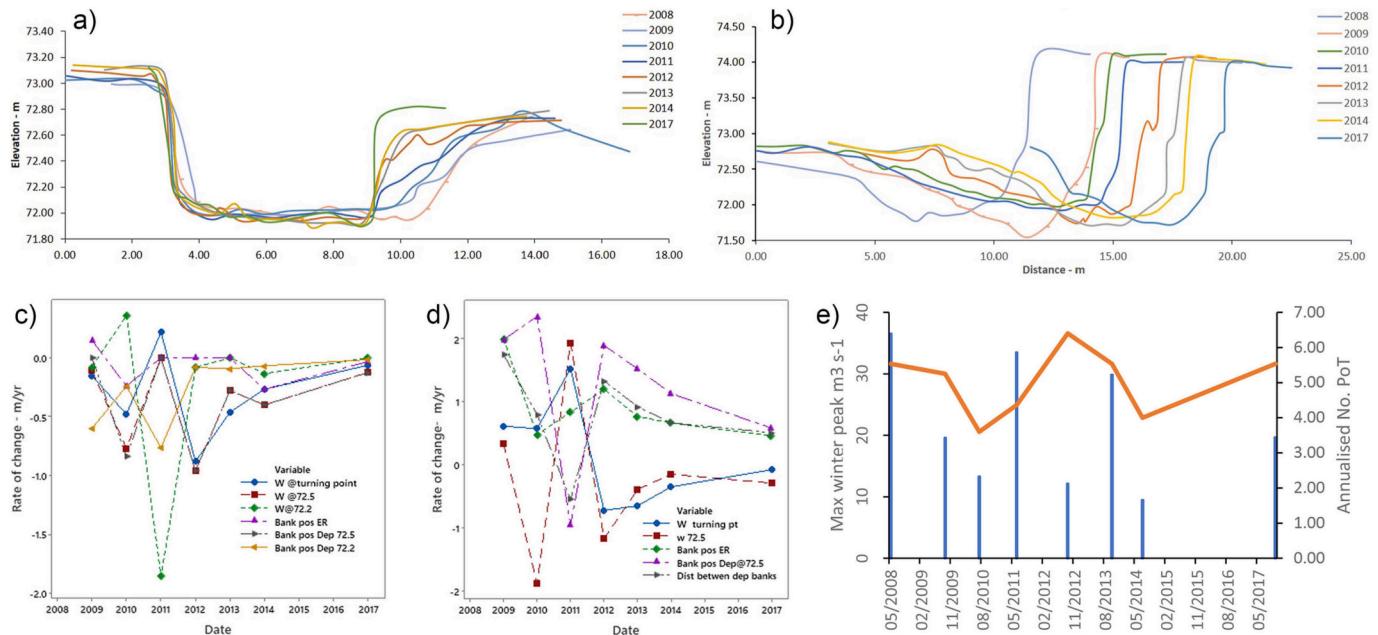 a)
73.40
73.20
73.00
72.80
72.60
72.40
72.20
72.00
71.80
Elevation - m
0.00 2.00 4.00 6.00 8.00 10.00 12.00 14.00 16.00 18.00
2008
2009
2010
2011
2012
2013
2014
2017
b)
74.50
74.00
73.50
73.00
72.50
72.00
71.50
Elevation - m
0.00 5.00 10.00 15.00 20.00 25.00
Distance - m
2008
2009
2010
2011
2012
2013
2014
2017
c)
0.0
-0.5
-1.0
-1.5
-2.0
Rate of change - m/yr
Variable
W @turning point
W @72.5
W@72.2
Bank pos ER
Bank pos Dep 72.5
Bank pos Dep 72.2
2008 2009 2010 2011 2012 2013 2014 2017
Date
d)
2
1
0
-1
-2
Rate of change- m/yr
Variable
W turning pt
w 72.5
Bank pos ER
Bank pos Dep@72.5
Dist betwen dep banks
2008 2009 2010 2011 2012 2013 2014 2017
Date
e)
40
30
20
10
0
Max winter peak m3 s-1
7.00
6.00
5.00
4.00
3.00
2.00
1.00
0.00
Annualised No. PoT
05/2008
02/2009
11/2009
08/2010
05/2011
02/2012
11/2012
08/2013
05/2014
02/2015
11/2015
08/2016
05/2017